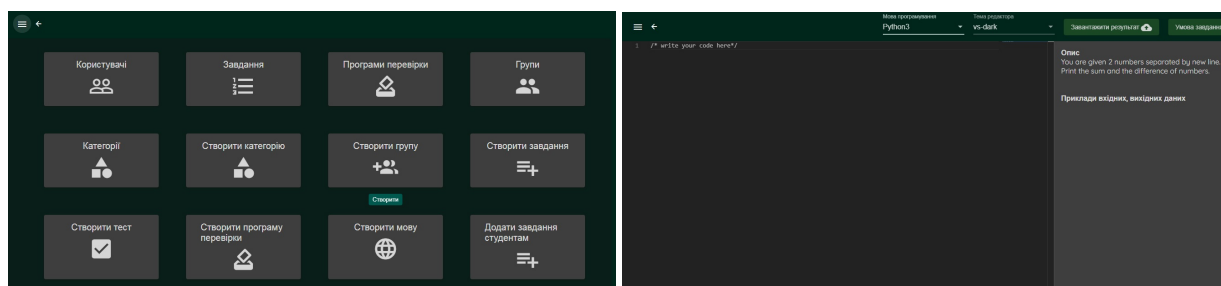 Користувачі
Завдання
Програми перевірки
Групи
Категорії
Створити категорію
Створити групу
Створити завдання
Створити
Створити тест
Створити програму
перевірки
Створити мову
Додати завдання
студентам
Мова програмування
Python3
Тема редактора
vs-dark
Завантажити результат
Умова завдання
1 /* write your code here*/
Опис
You are given 2 numbers separated by new line.
Print the sum and the difference of numbers.
Приклади вхідних, вихідних даних